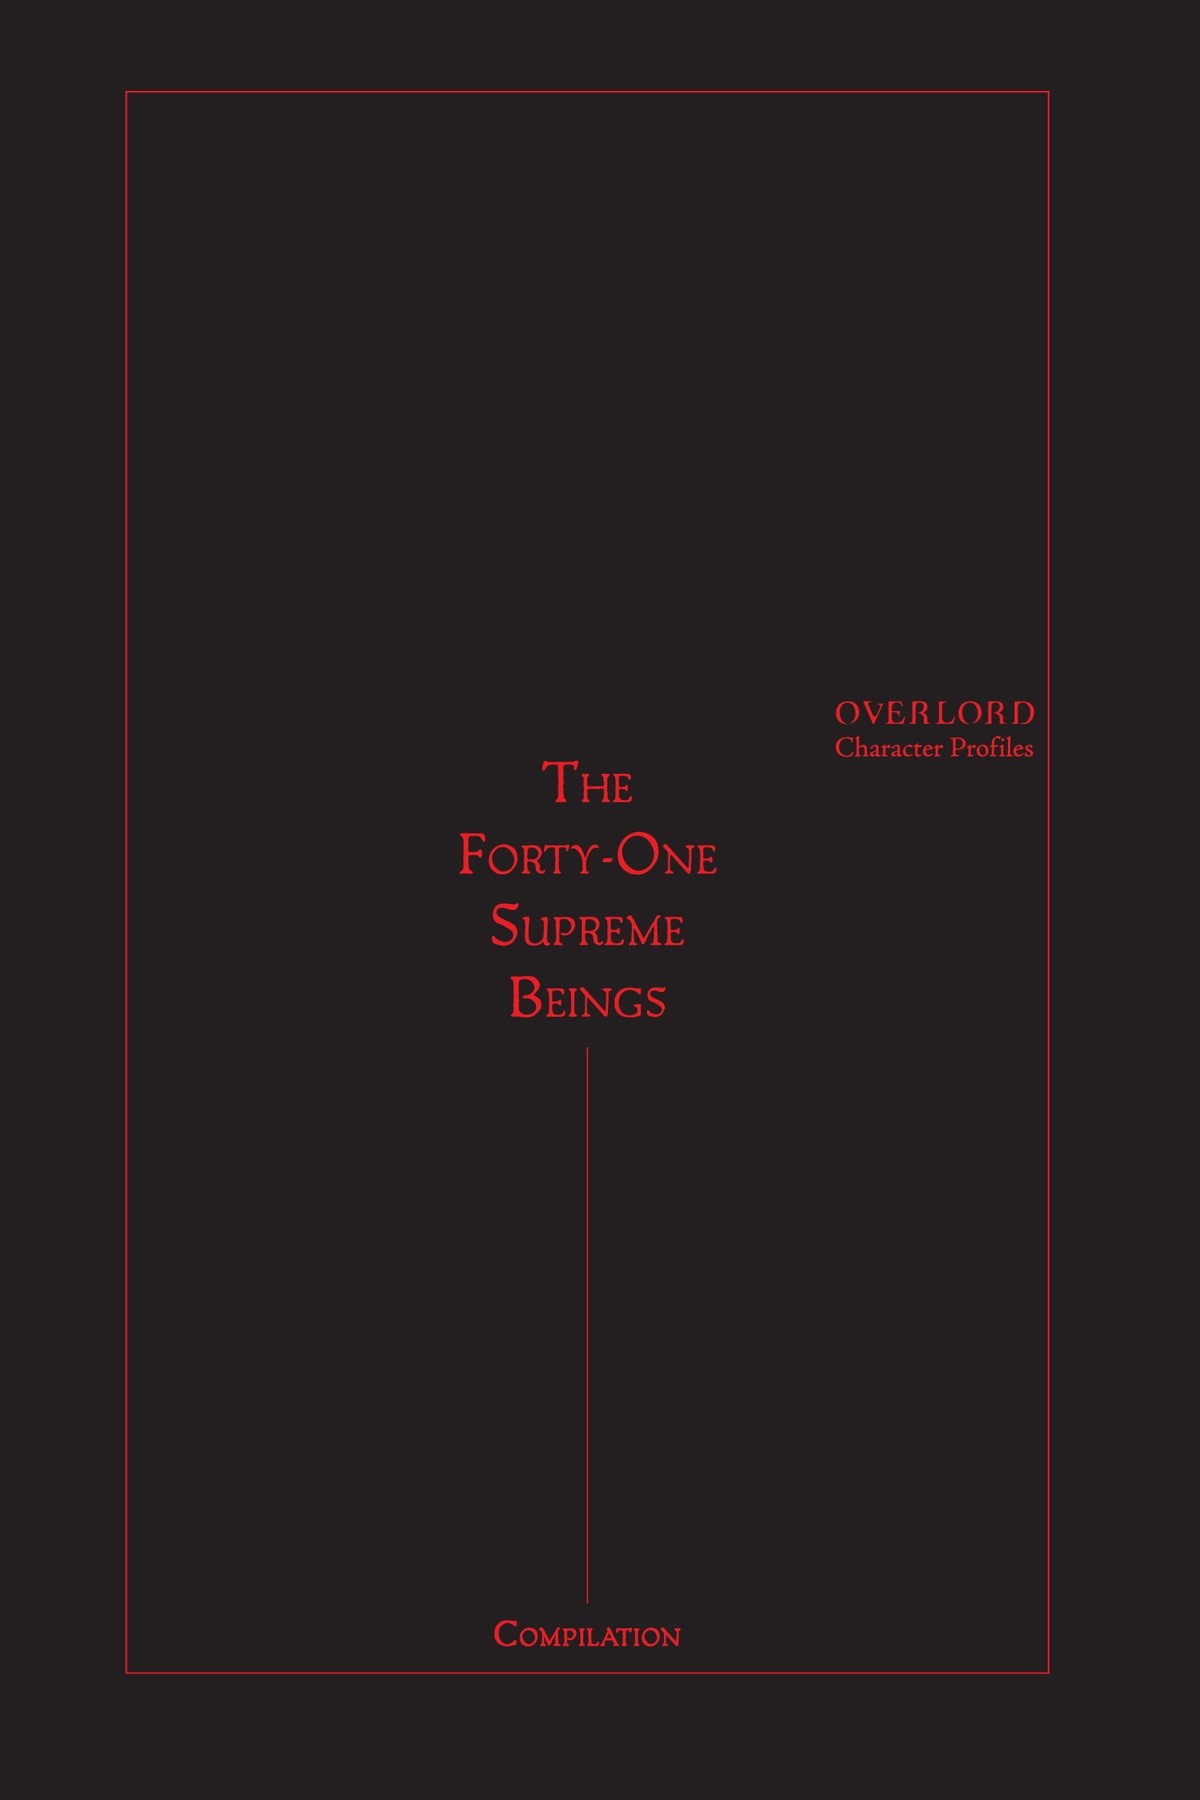 OVERLORD
Character Profiles
The
Forty-One
Supreme
Beings
Compilation